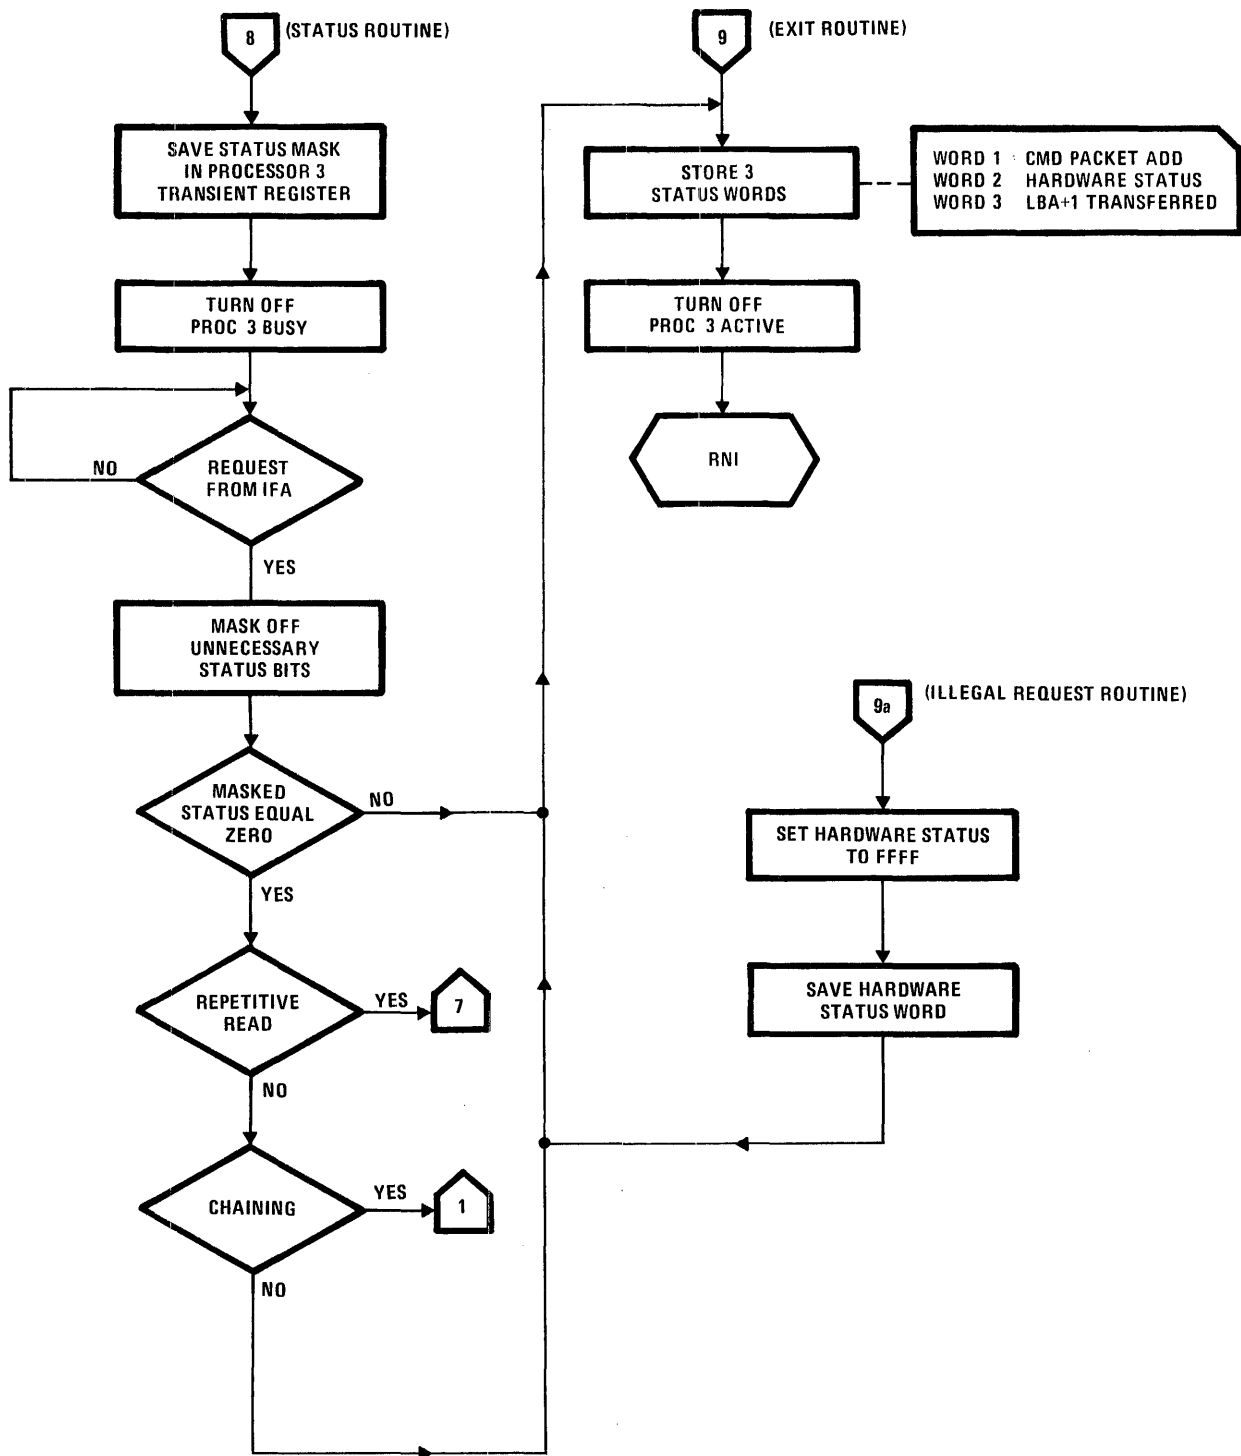 8
(STATUS ROUTINE)
SAVE STATUS MASK
IN PROCESSOR 3
TRANSIENT REGISTER
TURN OFF
PROC 3 BUSY
NO
REQUEST
FROM IFA
YES
MASK OFF
UNNECESSARY
STATUS BITS
MASKED
STATUS EQUAL
ZERO
NO
YES
REPETITIVE
READ
YES
7
NO
CHAINING
YES
1
NO
9
(EXIT ROUTINE)
STORE 3
STATUS WORDS
WORD 1 CMD PACKET ADD
WORD 2 HARDWARE STATUS
WORD 3 LBA+1 TRANSFERRED
TURN OFF
PROC 3 ACTIVE
RNI
9a
(ILLEGAL REQUEST ROUTINE)
SET HARDWARE STATUS
TO FFFF
SAVE HARDWARE
STATUS WORD